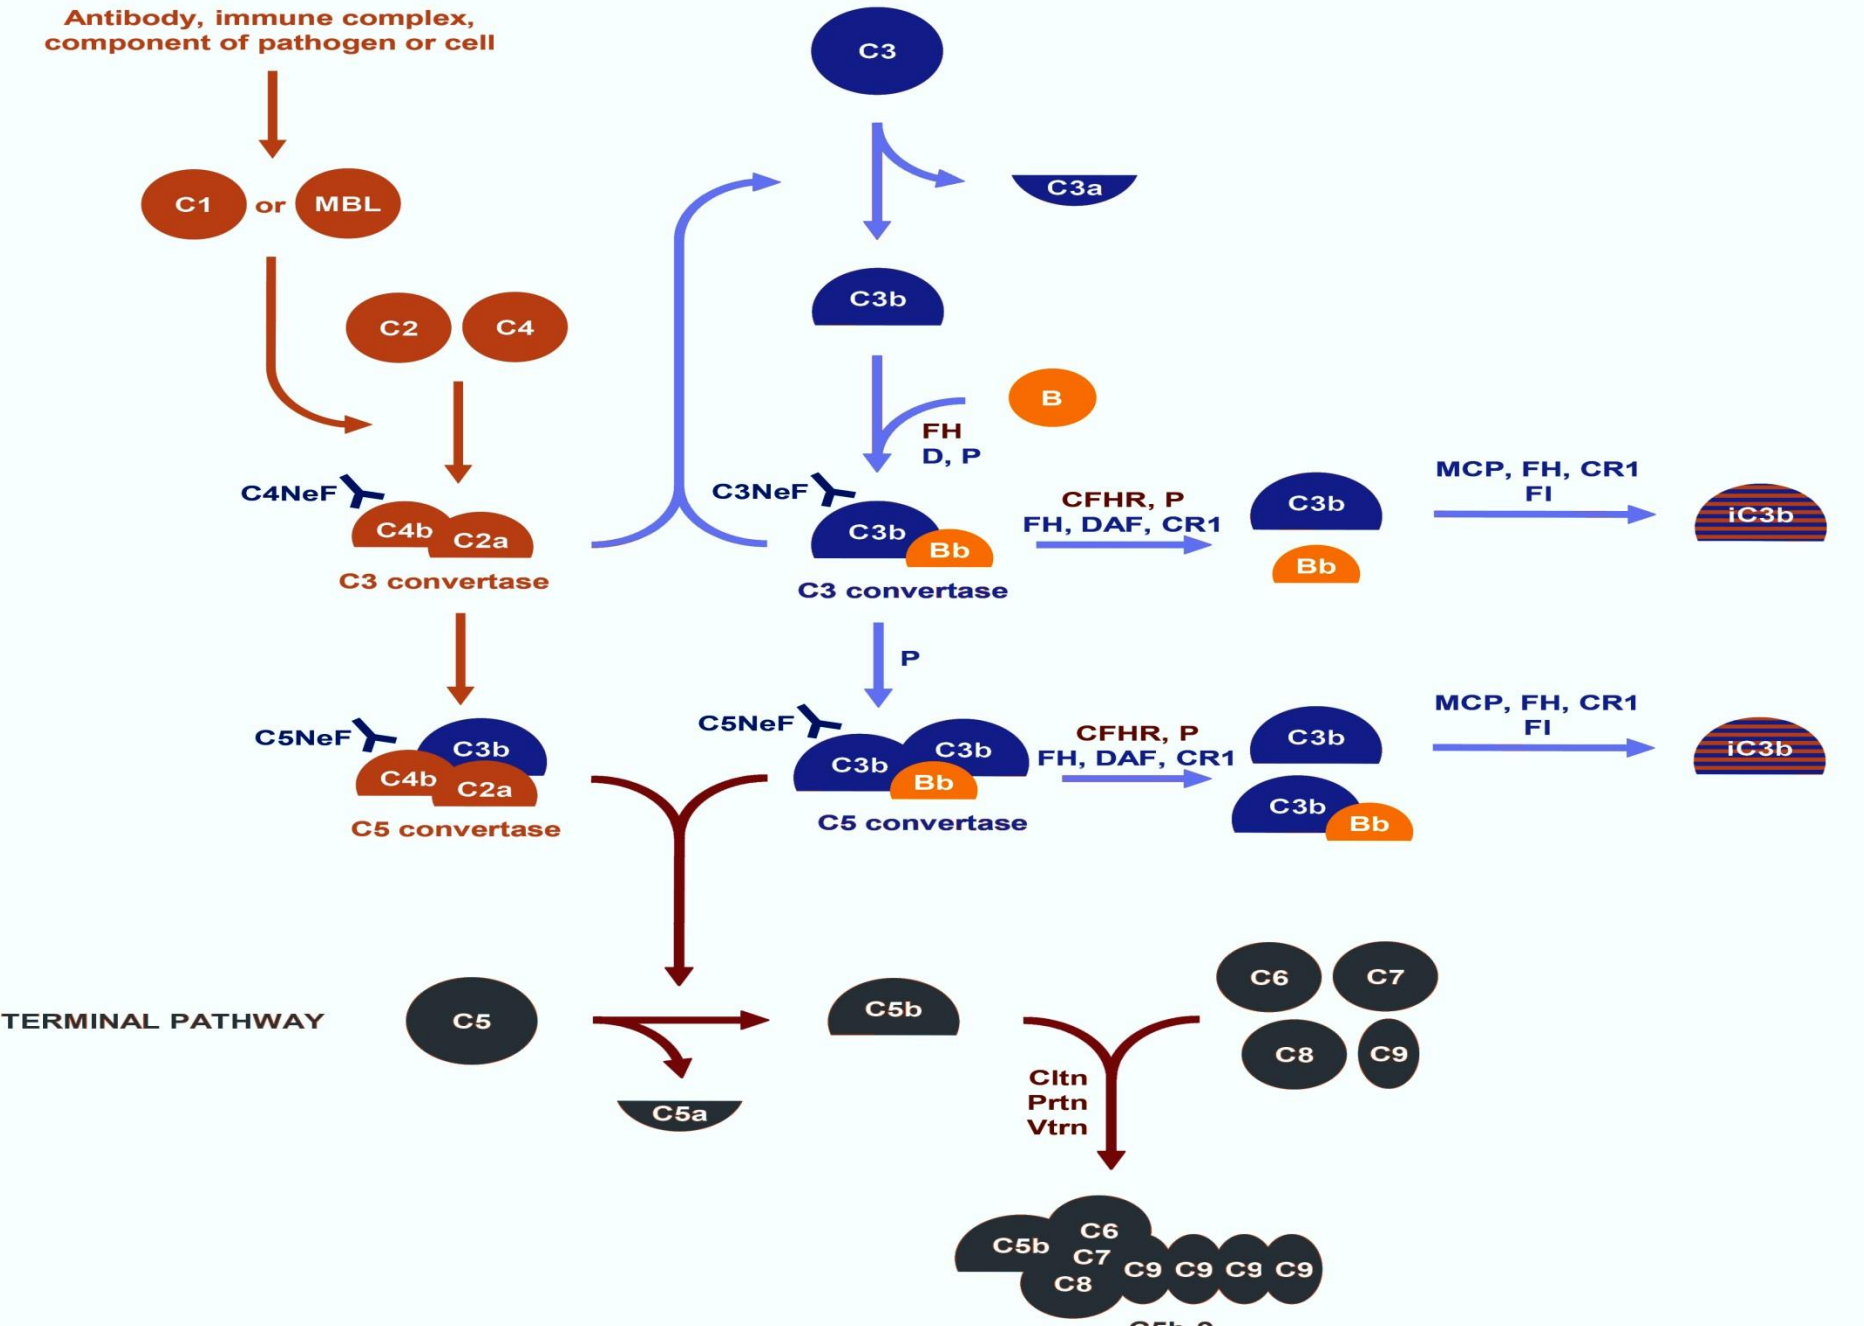 Antibody, immune complex,
component of pathogen or cell
C3
C3a
C1 or MBL
C3b
C2 C4
B
FH
D, P
C4NeF
C4b C2a
C3 convertase
C3NeF
C3b Bb
C3 convertase
CFHR, P
FH, DAF, CR1
C3b
Bb
MCP, FH, CR1
FI
iC3b
P
C5NeF
C3b
C4b C2a
C5 convertase
C5NeF
C3b C3b
Bb
C5 convertase
CFHR, P
FH, DAF, CR1
C3b
C3b Bb
MCP, FH, CR1
FI
iC3b
TERMINAL PATHWAY
C5
C5a
C5b
C6 C7
C8 C9
Cltn
Prtn
Vtrn
C5b C6
C7
C8 C9 C9 C9 C9